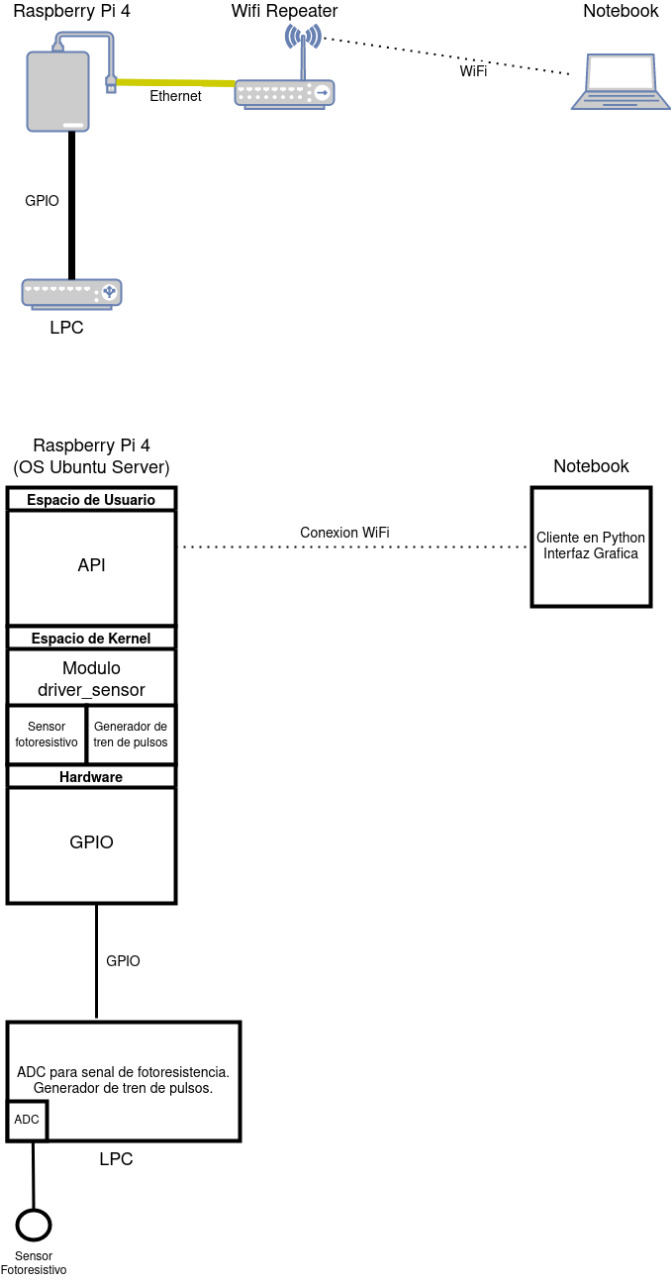 Raspberry Pi 4
Wifi Repeater
Notebook
WiFi
Ethernet
GPIO
LPC
Raspberry Pi 4
(OS Ubuntu Server)
Notebook
Espacio de Usuario
API
Conexion WiFi
Cliente en Python
Interfaz Grafica
Espacio de Kernel
Modulo
driver_sensor
Sensor
fotoresistivo
Generador de
tren de pulsos
Hardware
GPIO
GPIO
ADC para senal de fotoresistencia.
Generador de tren de pulsos.
ADC
LPC
Sensor
Fotoresistivo